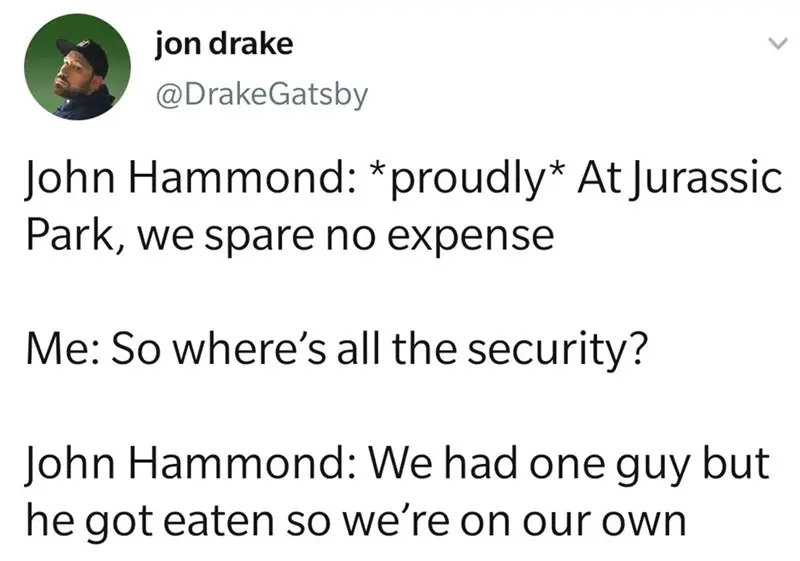 jon drake
@DrakeGatsby
John Hammond: *proudly* At Jurassic
Park, we spare no expense
Me: So where’s all the security?
John Hammond: We had one guy but
he got eaten so we’re on our own